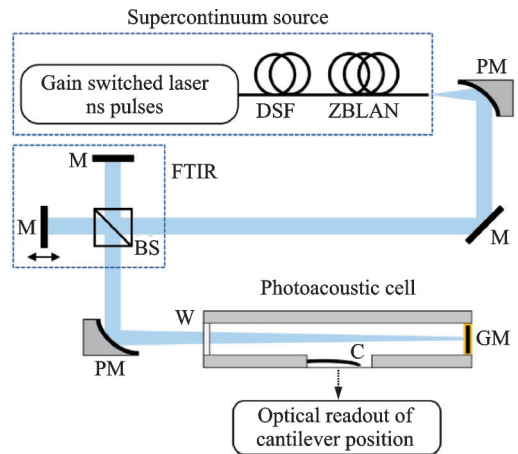 Supercontinuum source
Gain switched laser
ns pulses
DSF
ZBLAN
PM
M
FTIR
M
BS
M
Photoacoustic cell
W
C
GM
PM
Optical readout of
cantilever position